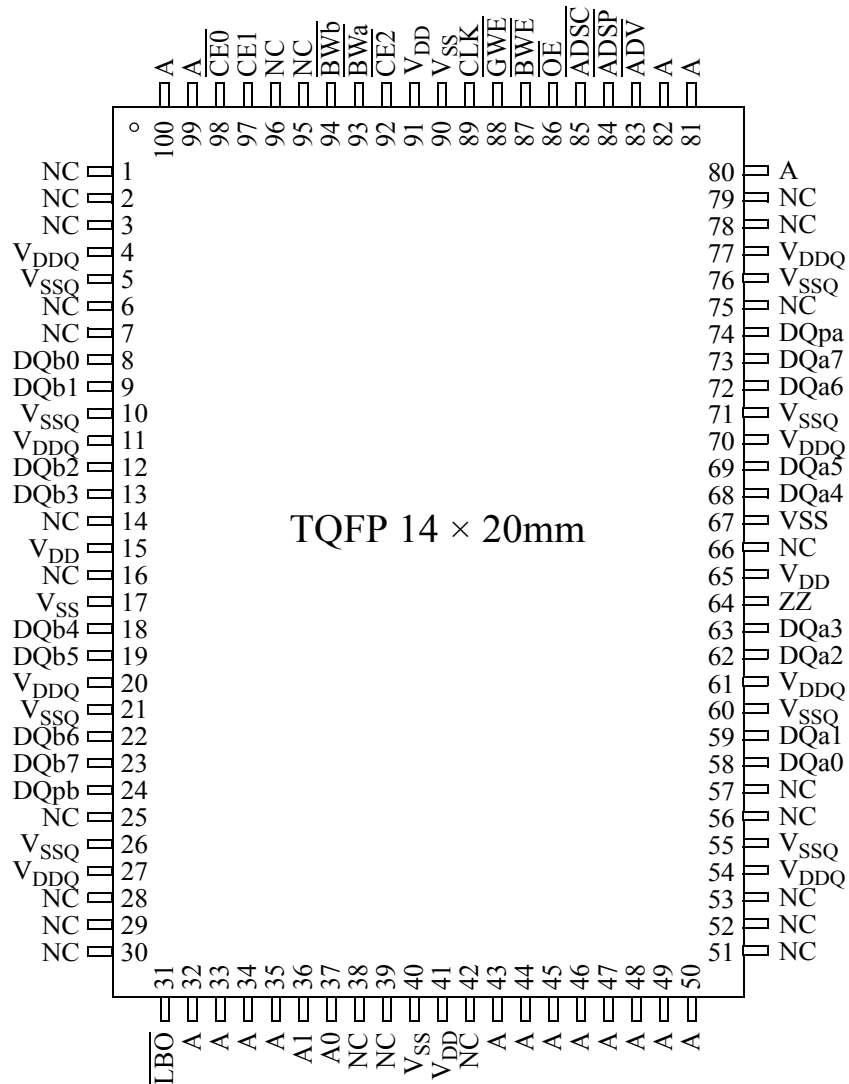 A A CE0 CE1 NC NC BWb BWa CE2 VDD VSS CLK GWE BWE OE ADSC ADSP ADV A A
100 99 98 97 96 95 94 93 92 91 90 89 88 87 86 85 84 83 82 81
NC 1 80 A
NC 2 79 NC
NC 3 78 NC
VDDQ 4 77 VDDQ
VSSQ 5 76 VSSQ
NC 6 75 NC
NC 7 74 DQpa
DQb0 8 73 DQa7
DQb1 9 72 DQa6
VSSQ 10 71 VSSQ
VDDQ 11 70 VDDQ
DQb2 12 69 DQa5
DQb3 13 68 DQa4
NC 14 67 VSS
TQFP 14 × 20mm
VDD 15 66 NC
NC 16 65 VDD
VSS 17 64 ZZ
DQb4 18 63 DQa3
DQb5 19 62 DQa2
VDDQ 20 61 VDDQ
VSSQ 21 60 VSSQ
DQb6 22 59 DQa1
DQb7 23 58 DQa0
DQpb 24 57 NC
NC 25 56 NC
VSSQ 26 55 VSSQ
VDDQ 27 54 VDDQ
NC 28 53 NC
NC 29 52 NC
NC 30 51 NC
31 32 33 34 35 36 37 38 39 40 41 42 43 44 45 46 47 48 49 50
LBO A A A A A1 A0 NC NC VSS VDD NC A A A A A A A A